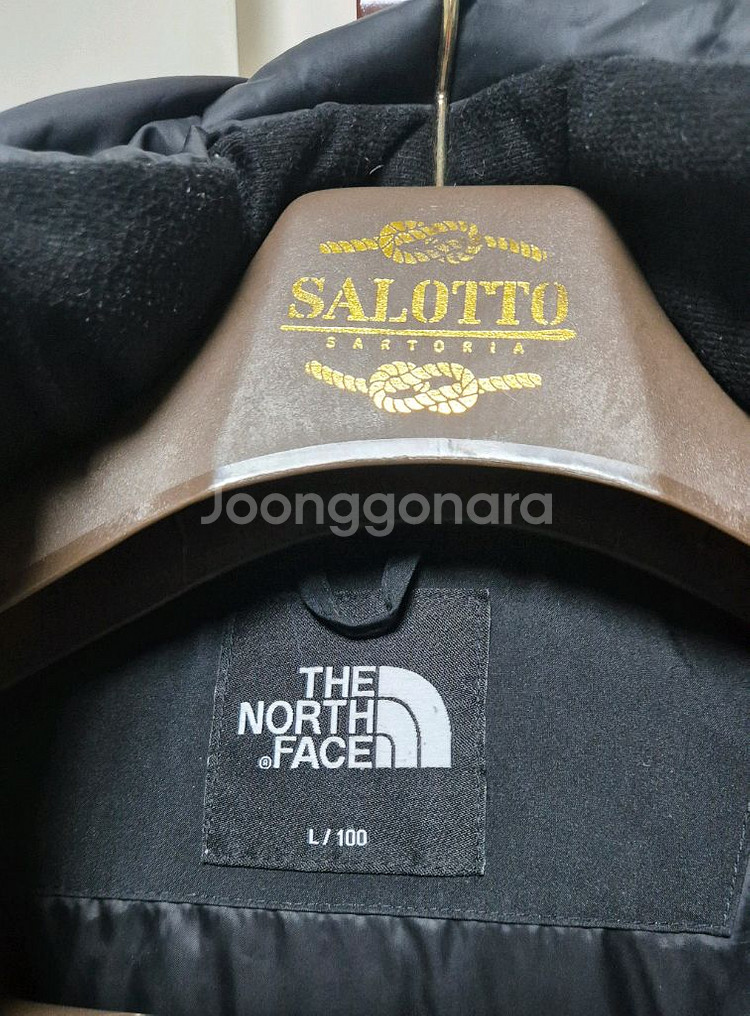 SALOTTO
SARTORiA
Joonggonara
THE
NORTH
® FACE
L / 100